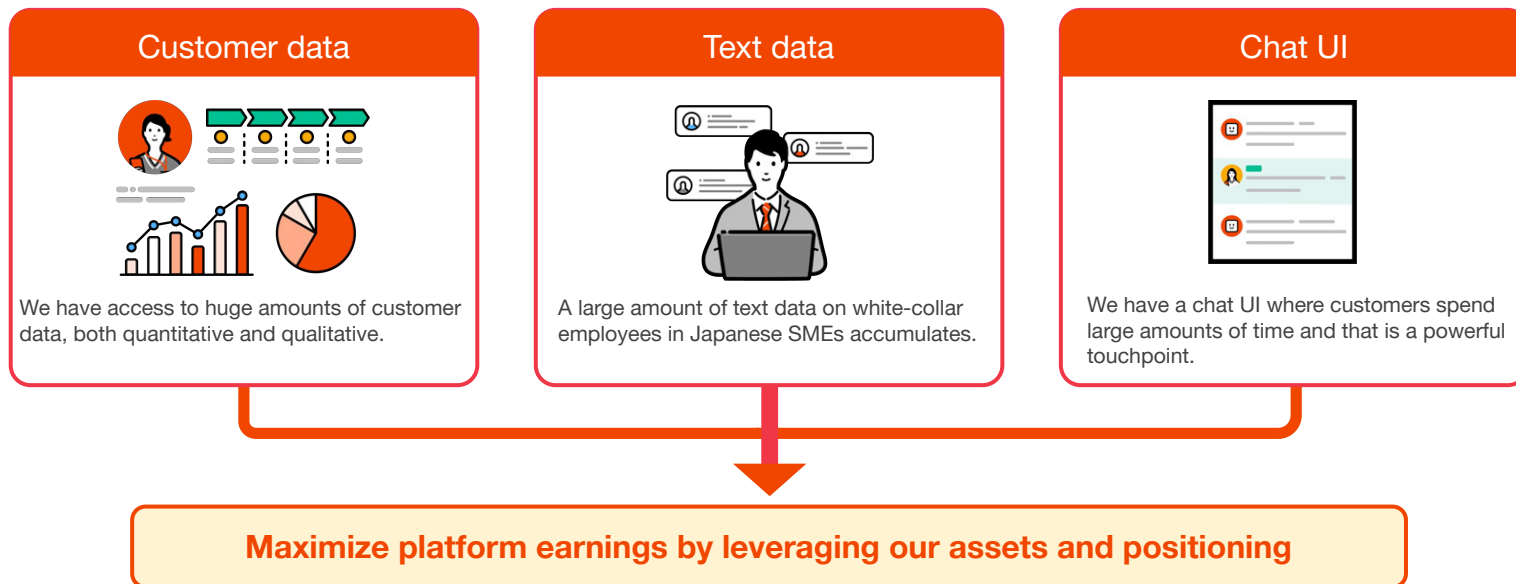 Customer data
We have access to huge amounts of customer
data, both quantitative and qualitative.
Text data
A large amount of text data on white-collar
employees in Japanese SMEs accumulates.
Chat UI
We have a chat UI where customers spend
large amounts of time and that is a powerful
touchpoint.
Maximize platform earnings by leveraging our assets and positioning